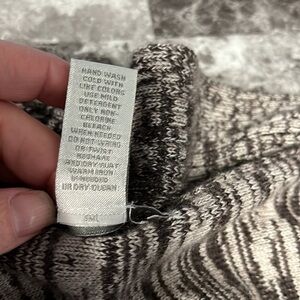 HAND WASH
COLD WITH
LIKE COLORS
USE MILD
DETERGENT
ONLY NON-
CHLORINE
BLEACH
WHEN NEEDED
DO NOT WRING
OR TWIST
RESHAPE
AND DRY FLAT
WARM IRON
IF NEEDED
OR DRY CLEAN